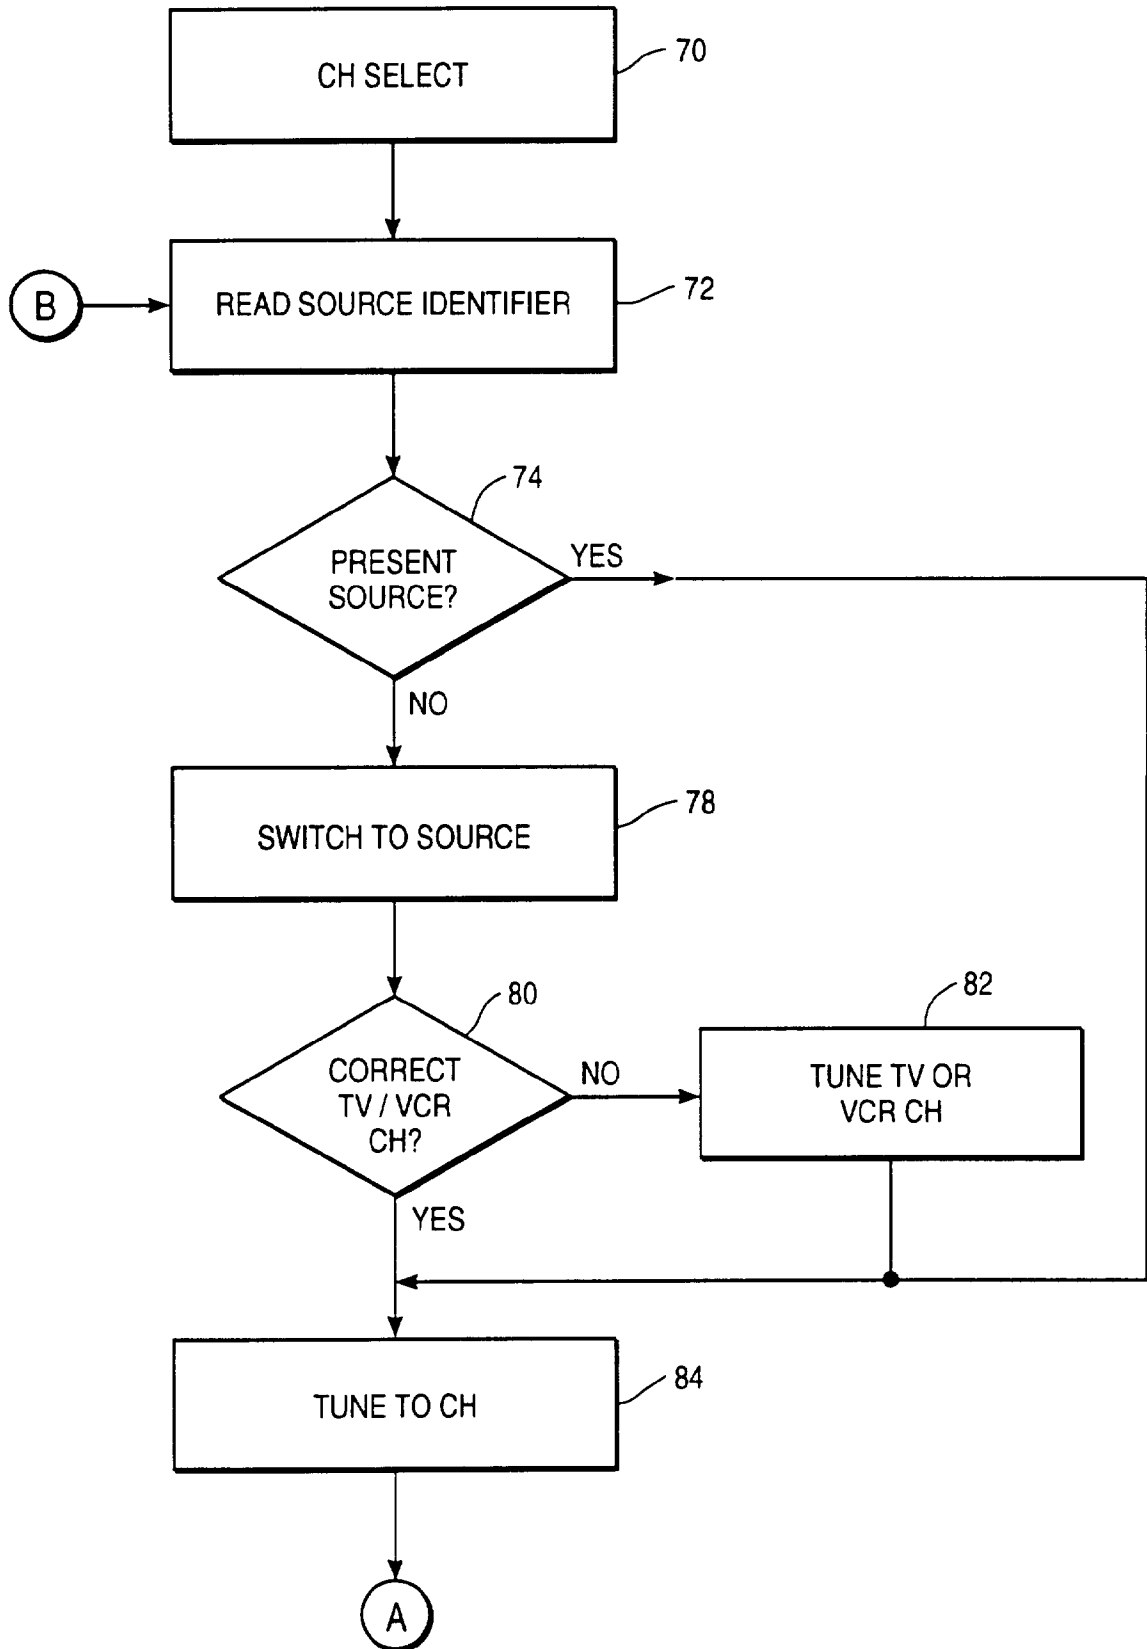 CH SELECT
70
B
READ SOURCE IDENTIFIER
72
74
PRESENT
SOURCE?
YES
NO
SWITCH TO SOURCE
78
80
CORRECT
TV / VCR
CH?
NO
82
TUNE TV OR
VCR CH
YES
TUNE TO CH
84
A